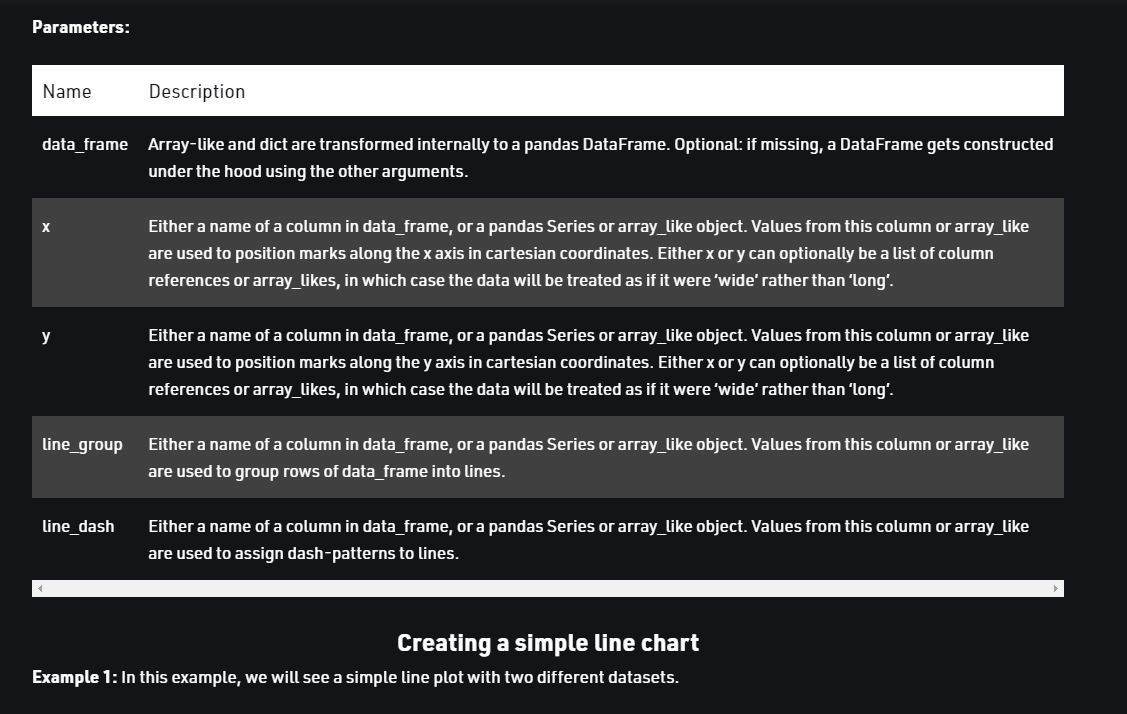 Parameters:
Name Description
data_frame Array-like and dict are transformed internally to a pandas DataFrame. Optional: if missing, a DataFrame gets constructed
under the hood using the other arguments.
x Either a name of a column in data_frame, or a pandas Series or array_like object. Values from this column or array_like
are used to position marks along the x axis in cartesian coordinates. Either x or y can optionally be a list of column
references or array_likes, in which case the data will be treated as if it were ‘wide’ rather than ‘long’.
y Either a name of a column in data_frame, or a pandas Series or array_like object. Values from this column or array_like
are used to position marks along the y axis in cartesian coordinates. Either x or y can optionally be a list of column
references or array_likes, in which case the data will be treated as if it were ‘wide’ rather than ‘long’.
line_group Either a name of a column in data_frame, or a pandas Series or array_like object. Values from this column or array_like
are used to group rows of data_frame into lines.
line_dash Either a name of a column in data_frame, or a pandas Series or array_like object. Values from this column or array_like
are used to assign dash-patterns to lines.
Creating a simple line chart
Example 1: In this example, we will see a simple line plot with two different datasets.